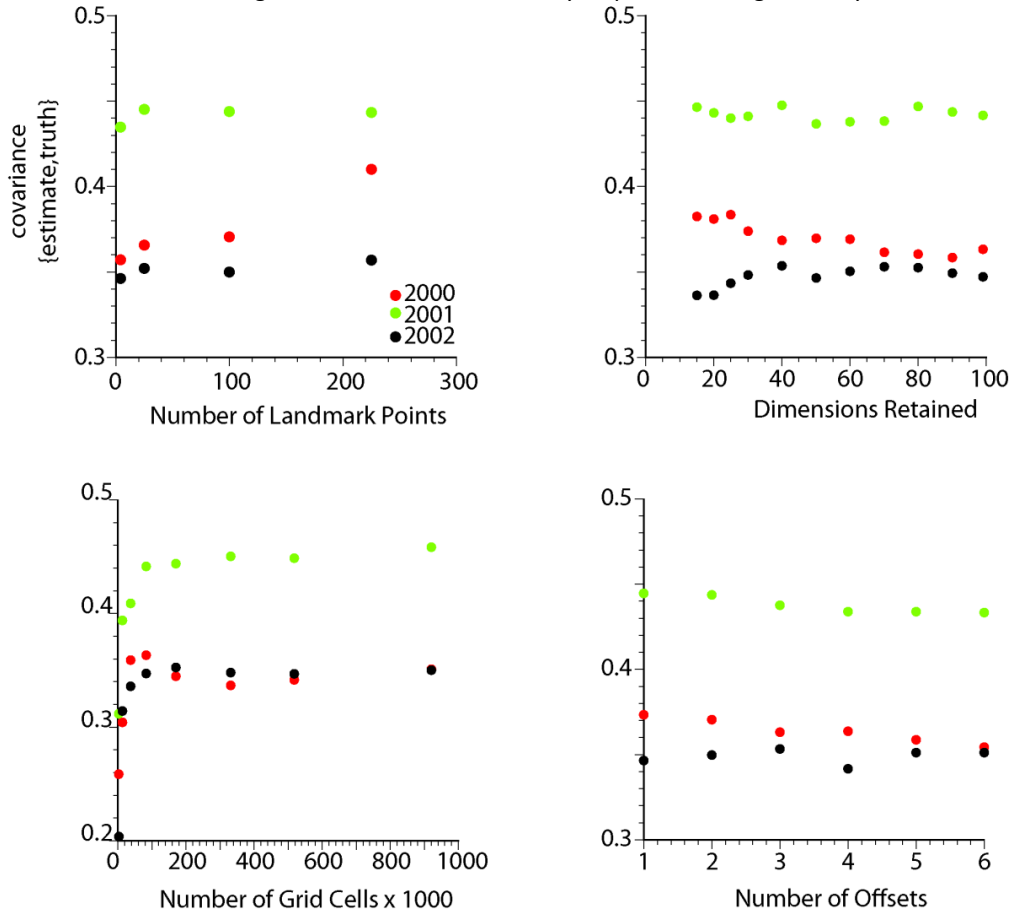 0.5
0.4
0.3
covariance
{estimate,truth}
2000
2001
2002
0 100 200 300
Number of Landmark Points
0.5
0.4
0.3
0 20 40 60 80 100
Dimensions Retained
0.5
0.4
0.3
0.2
0 200 400 600 800 1000
Number of Grid Cells x 1000
0.5
0.4
0.3
1 2 3 4 5 6
Number of Offsets